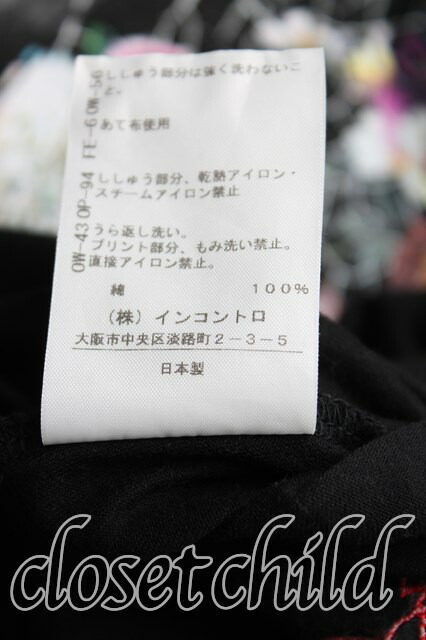 ししゅう部分は強く洗わないこ
と。
あて布使用
ししゅう部分、乾熱アイロン・
スチームアイロン禁止
うら返し洗い。
プリント部分、もみ洗い禁止。
直接アイロン禁止。
綿 100%
(株)インコントロ
大阪市中央区淡路町2-3-5
日本製
closet child